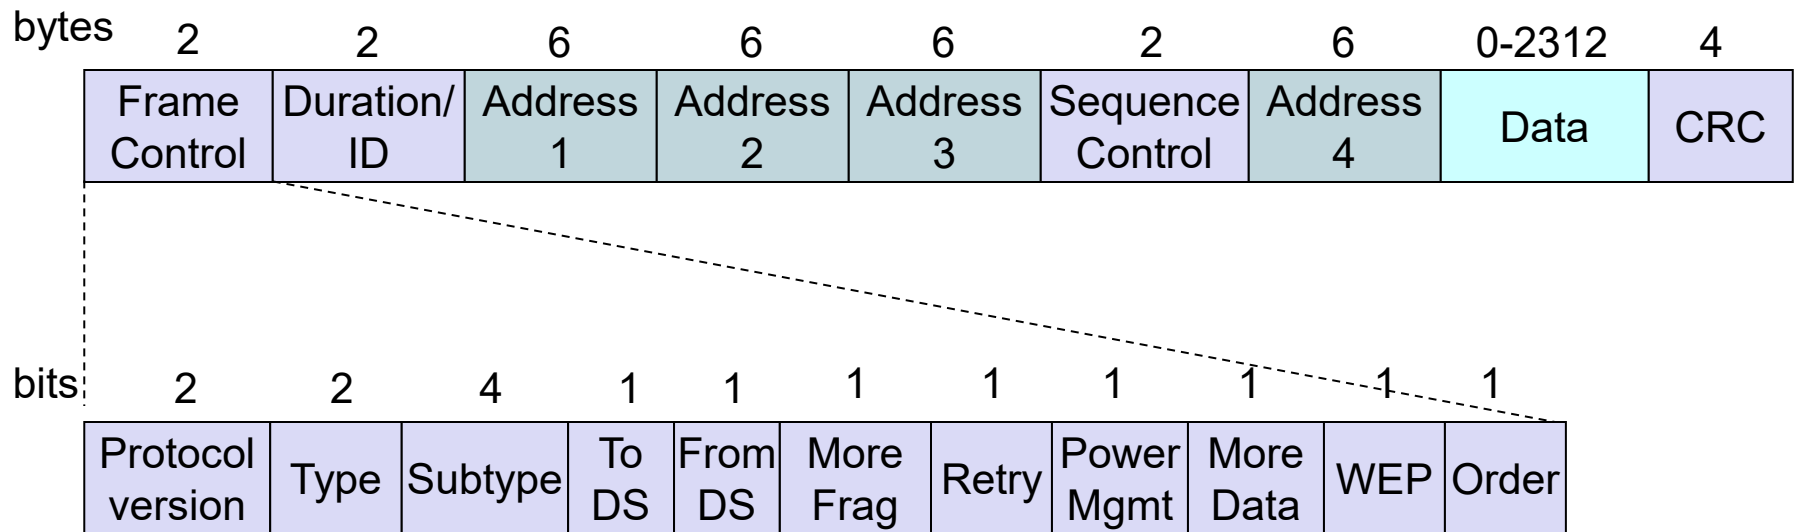 bytes 2 2 6 6 6 2 6 0-2312 4
Frame Duration/ Address Address Address Sequence Address Data CRC
Control ID 1 2 3 Control 4
bits 2 2 4 1 1 1 1 1 1 1 1
Protocol Type Subtype To From More Retry Power More WEP Order
version DS DS Frag Mgmt Data